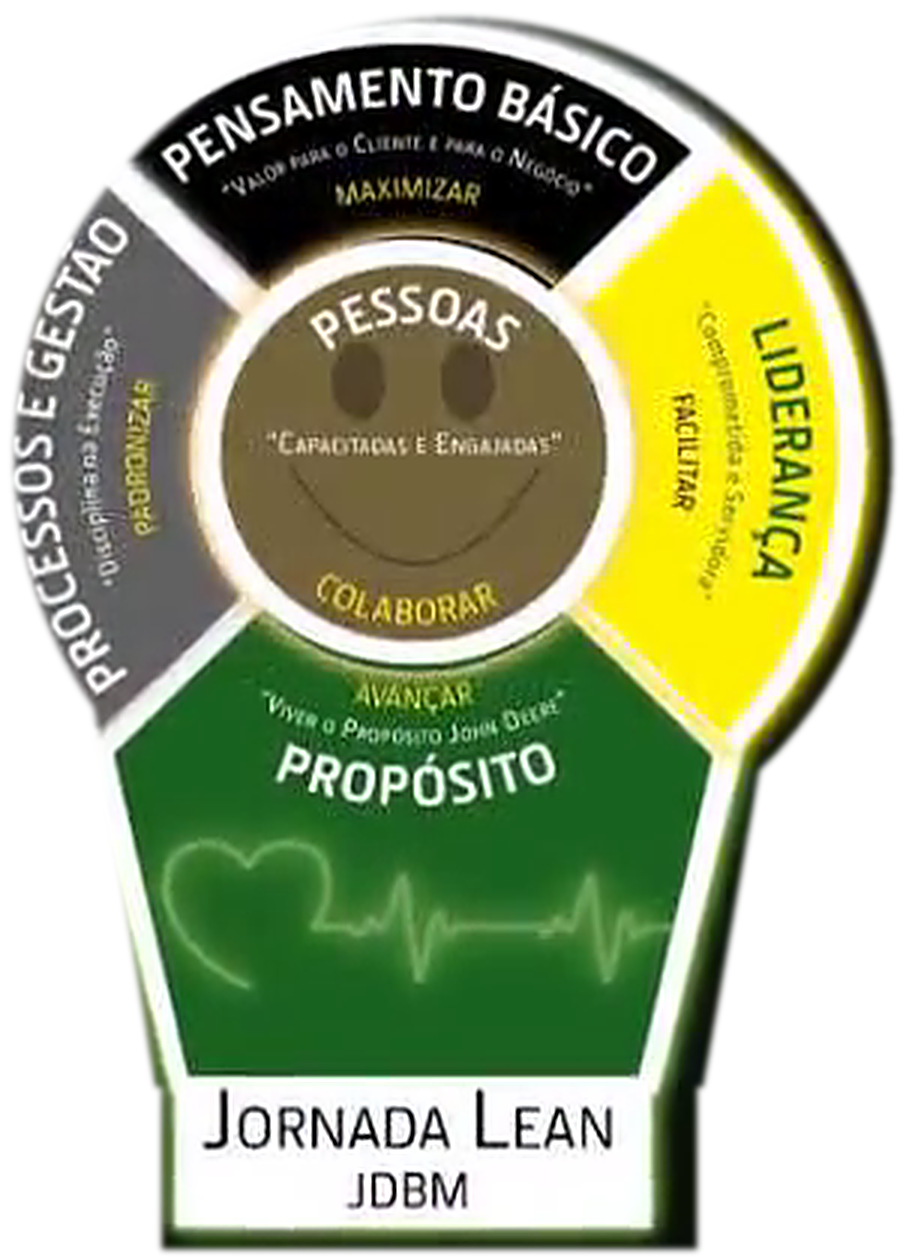 PENSAMENTO BÁSICO
"VALOR PARA O CLIENTE E PARA O NEGÓCIO"
MAXIMIZAR
PROCESSOS E GESTÃO
"Disciplina na Execução"
PADRONIZAR
PESSOAS
"CAPACITADAS E ENGAJADAS"
COLABORAR
LIDERANÇA
"Comprometida e Servidora"
FACILITAR
AVANÇAR
"VIVER O PROPÓSITO JOHN DEERE"
PROPÓSITO
JORNADA LEAN
JDBM